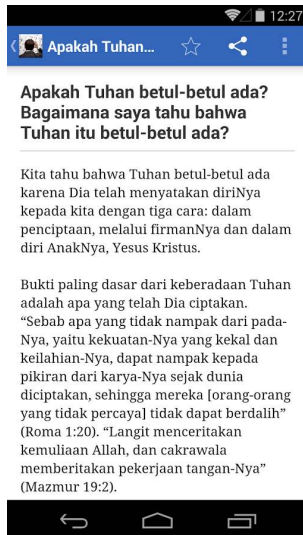 12:27
Apakah Tuhan...
Apakah Tuhan betul-betul ada?
Bagaimana saya tahu bahwa
Tuhan itu betul-betul ada?
Kita tahu bahwa Tuhan betul-betul ada
karena Dia telah menyatakan diriNya
kepada kita dengan tiga cara: dalam
penciptaan, melalui firmanNya dan dalam
diri AnakNya, Yesus Kristus.
Bukti paling dasar dari keberadaan Tuhan
adalah apa yang telah Dia ciptakan.
“Sebab apa yang tidak nampak dari pada-
Nya, yaitu kekuatan-Nya yang kekal dan
keilahian-Nya, dapat nampak kepada
pikiran dari karya-Nya sejak dunia
diciptakan, sehingga mereka [orang-orang
yang tidak percaya] tidak dapat berdalih”
(Roma 1:20). “Langit menceritakan
kemuliaan Allah, dan cakrawala
memberitakan pekerjaan tangan-Nya”
(Mazmur 19:2).